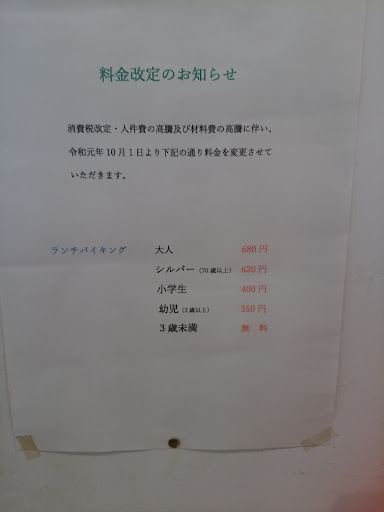 料金改定のお知らせ
消費税改定・人件費の高騰及び材料費の高騰に伴い、
令和元年10月1日より下記の通り料金を変更させて
いただきます。
ランチバイキング 大人 680円
シルバー（70歳以上） 620円
小学生 400円
幼児（3歳以上） 350円
3歳未満 無 料